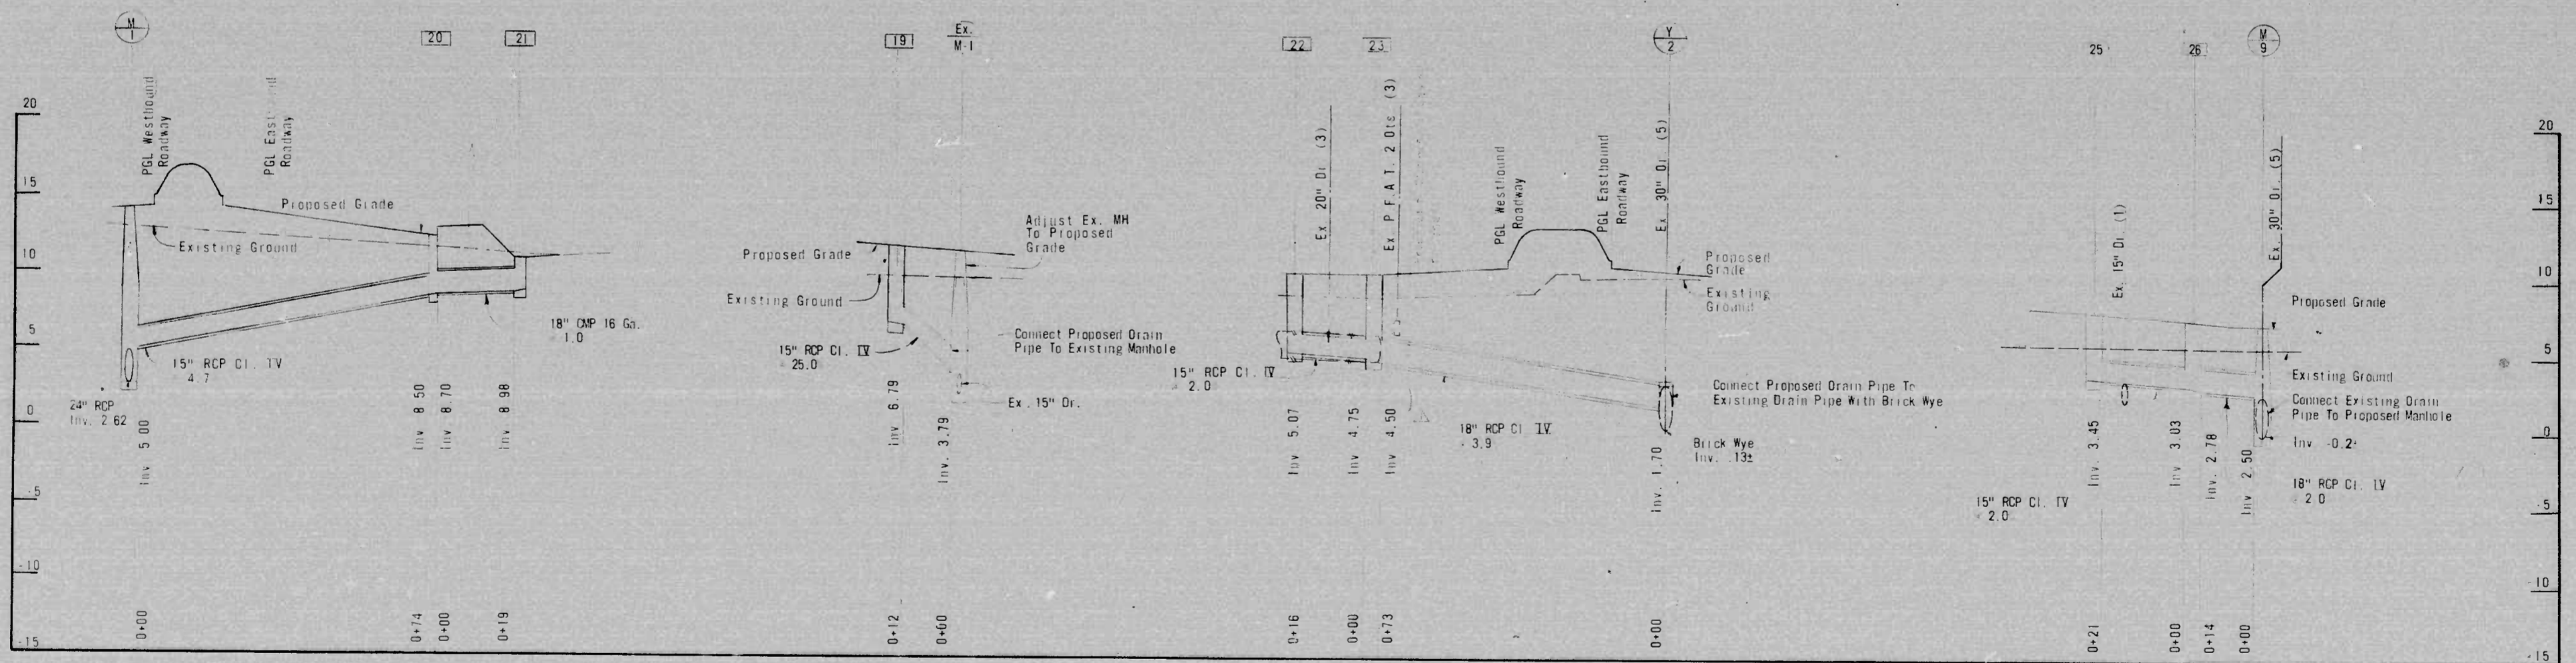 M
1
20
21
19
Ex.
M-1
22
23
Y
2
25
26
M
9
20
15
10
5
0
-5
-10
-15
PGL Westbound
Roadway
PGL East
Roadway
Proposed Grade
Existing Ground
15" RCP Cl. IV
4.7
24" RCP
Inv. 2.62
18" CMP 16 Ga.
1.0
Inv 5.00
Inv 8.50
Inv 8.70
Inv 8.98
0+00
0+74
0+00
0+19
Proposed Grade
Existing Ground
15" RCP Cl. IV
25.0
Adjust Ex. MH
To Proposed
Grade
Connect Proposed Drain
Pipe To Existing Manhole
Ex. 15" Dr.
Inv 6.79
Inv. 3.79
0+12
0+00
Ex 20" Dr (3)
Ex P.F.A.T. 2 Dts (3)
PGL Westbound
Roadway
PGL Eastbound
Roadway
Ex 30" Dr (5)
Proposed
Grade
Existing
Ground
15" RCP Cl. IV
2.0
18" RCP Cl IV
3.9
Connect Proposed Drain Pipe To
Existing Drain Pipe With Brick Wye
Brick Wye
Inv. .13±
Inv 5.07
Inv 4.75
Inv 4.50
Inv. 1.70
0+16
0+00
0+73
0+00
Ex. 15" Dr (1)
Ex. 30" Dr. (5)
Proposed Grade
Existing Ground
Connect Existing Drain
Pipe To Proposed Manhole
Inv -0.2±
15" RCP Cl. IV
2.0
18" RCP Cl. IV
2.0
Inv. 3.45
Inv 3.03
Inv. 2.78
Inv 2.50
0+21
0+00
0+14
0+00
20
15
10
5
0
-5
-10
-15